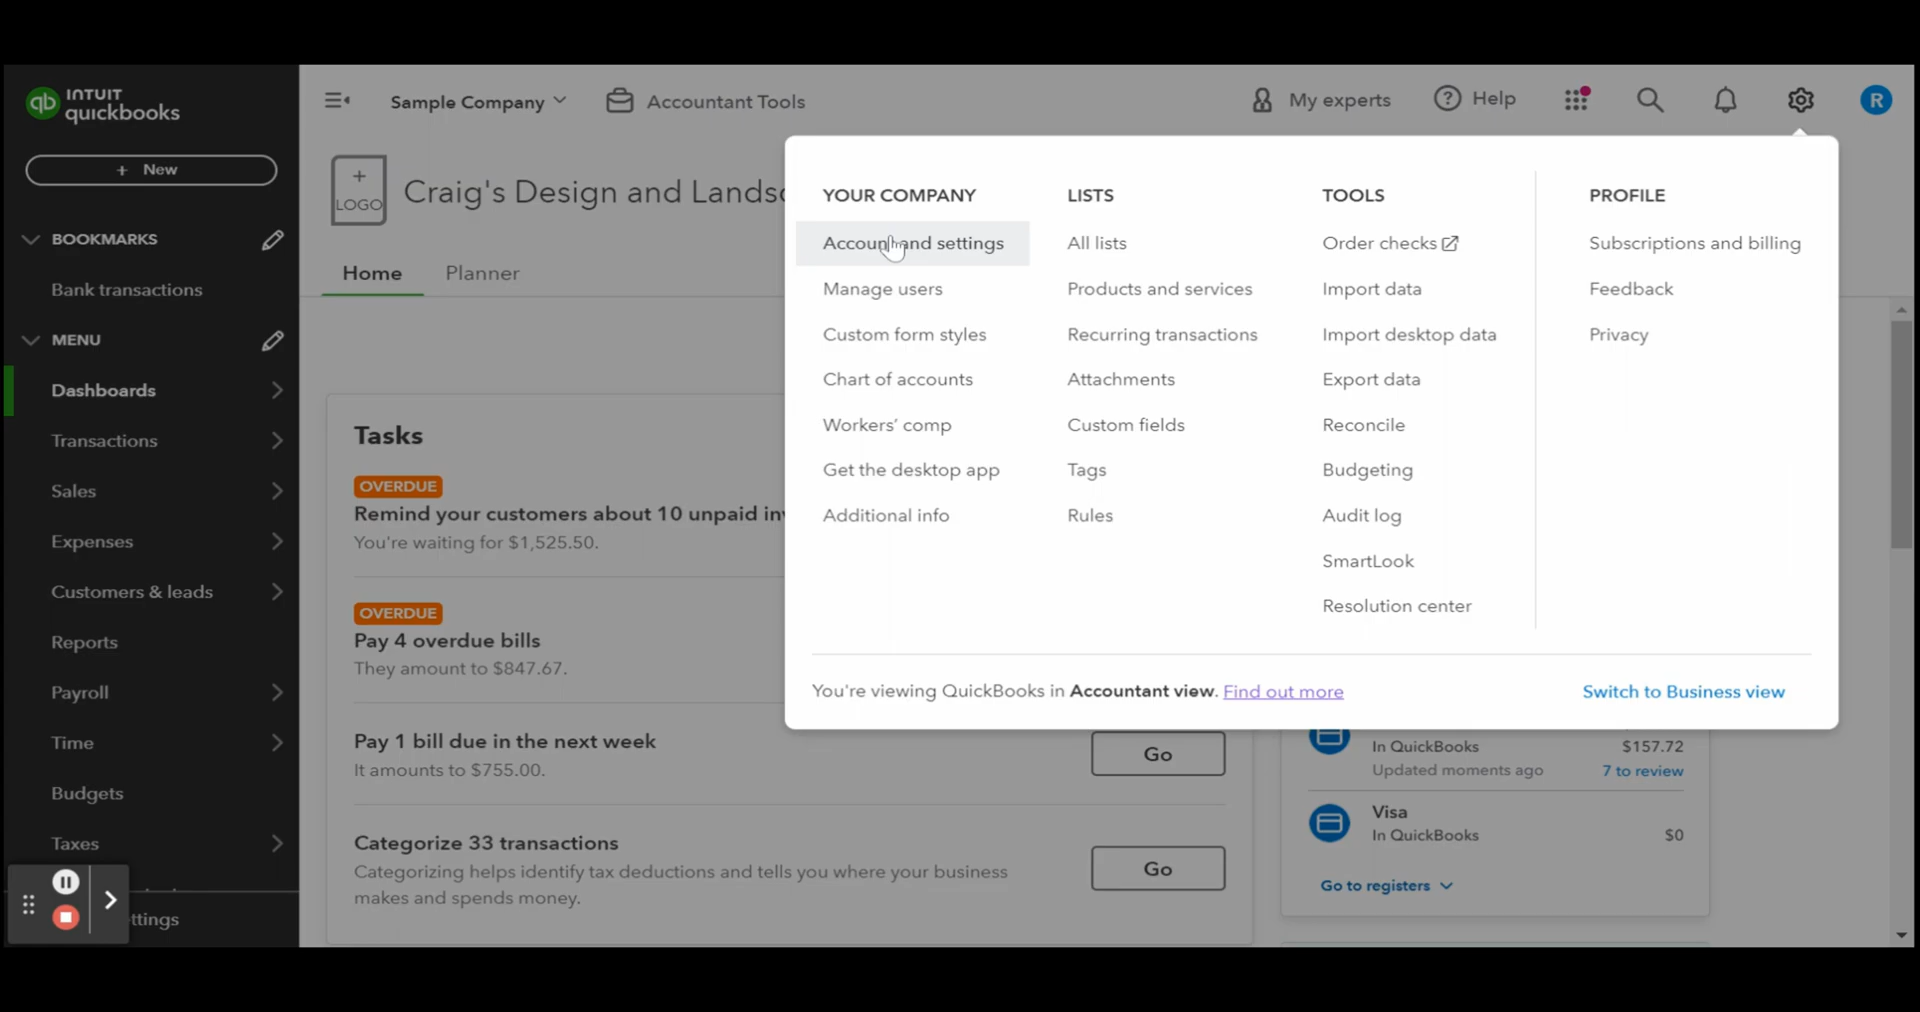 INTUIT
quickbooks
+ New
BOOKMARKS
Bank transactions
MENU
Dashboards
Transactions
Sales
Expenses
Customers & leads
Reports
Payroll
Time
Budgets
Taxes
ttings
Sample Company
Accountant Tools
My experts
Help
R
+
LOGO
Craig's Design and Landsc
Home
Planner
Tasks
OVERDUE
Remind your customers about 10 unpaid inv
You're waiting for $1,525.50.
OVERDUE
Pay 4 overdue bills
They amount to $847.67.
Pay 1 bill due in the next week
It amounts to $755.00.
Go
Categorize 33 transactions
Categorizing helps identify tax deductions and tells you where your business
makes and spends money.
Go
YOUR COMPANY
Account and settings
Manage users
Custom form styles
Chart of accounts
Workers' comp
Get the desktop app
Additional info
LISTS
All lists
Products and services
Recurring transactions
Attachments
Custom fields
Tags
Rules
TOOLS
Order checks
Import data
Import desktop data
Export data
Reconcile
Budgeting
Audit log
SmartLook
Resolution center
PROFILE
Subscriptions and billing
Feedback
Privacy
You're viewing QuickBooks in Accountant view. Find out more
Switch to Business view
In QuickBooks $157.72
Updated moments ago 7 to review
Visa
In QuickBooks $0
Go to registers